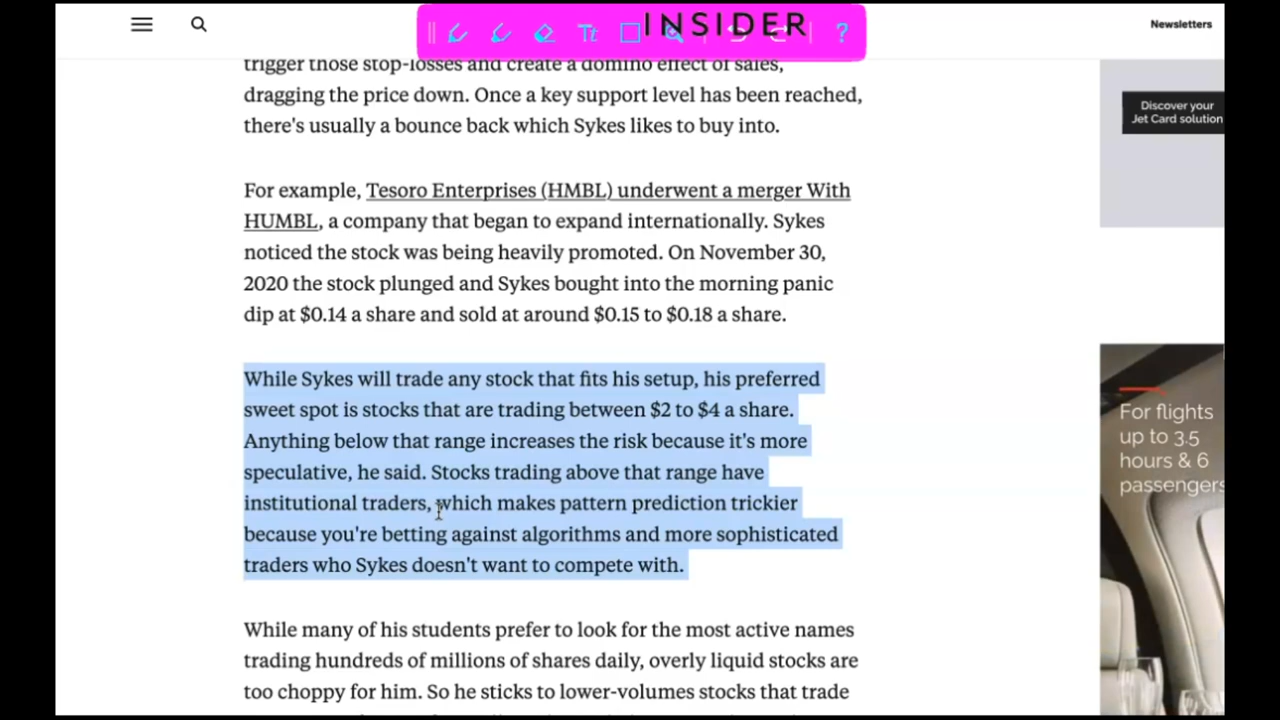 INSIDER
Tt
?
Newsletters
trigger those stop-losses and create a domino effect of sales,
dragging the price down. Once a key support level has been reached,
there's usually a bounce back which Sykes likes to buy into.
For example, Tesoro Enterprises (HMBL) underwent a merger With
HUMBL, a company that began to expand internationally. Sykes
noticed the stock was being heavily promoted. On November 30,
2020 the stock plunged and Sykes bought into the morning panic
dip at $0.14 a share and sold at around $0.15 to $0.18 a share.
While Sykes will trade any stock that fits his setup, his preferred
sweet spot is stocks that are trading between $2 to $4 a share.
Anything below that range increases the risk because it's more
speculative, he said. Stocks trading above that range have
institutional traders, which makes pattern prediction trickier
because you're betting against algorithms and more sophisticated
traders who Sykes doesn't want to compete with.
While many of his students prefer to look for the most active names
trading hundreds of millions of shares daily, overly liquid stocks are
too choppy for him. So he sticks to lower-volumes stocks that trade
Discover your
Jet Card solution
For flights
up to 3.5
hours & 6
passengers